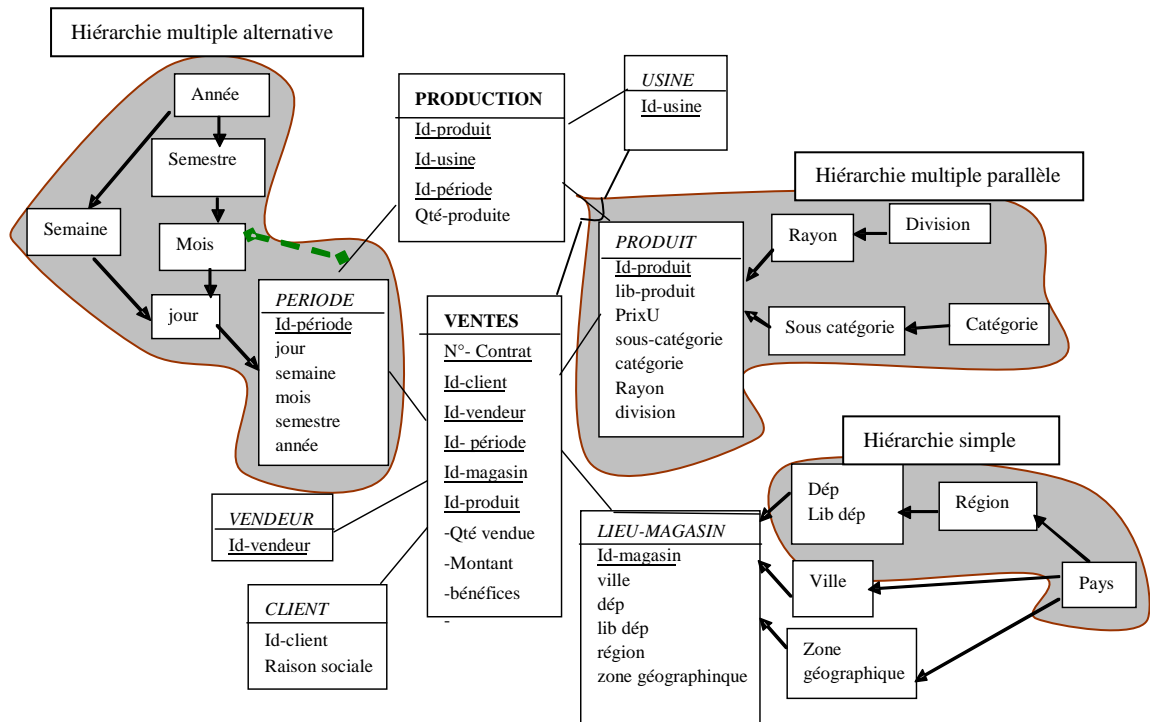 Hiérarchie multiple alternative
Année
Semestre
Semaine
Mois
jour
PERIODE
Id-période
jour
semaine
mois
semestre
année
PRODUCTION
Id-produit
Id-usine
Id-période
Qté-produite
USINE
Id-usine
Hiérarchie multiple parallèle
PRODUIT
Id-produit
lib-produit
PrixU
sous-catégorie
catégorie
Rayon
division
Rayon
Division
Sous catégorie
Catégorie
VENTES
N°- Contrat
Id-client
Id-vendeur
Id- période
Id-magasin
Id-produit
-Qté vendue
-Montant
-bénéfices
-
VENDEUR
Id-vendeur
CLIENT
Id-client
Raison sociale
Hiérarchie simple
LIEU-MAGASIN
Id-magasin
ville
dép
lib dép
région
zone géographinque
Dép
Lib dép
Région
Ville
Pays
Zone
géographique